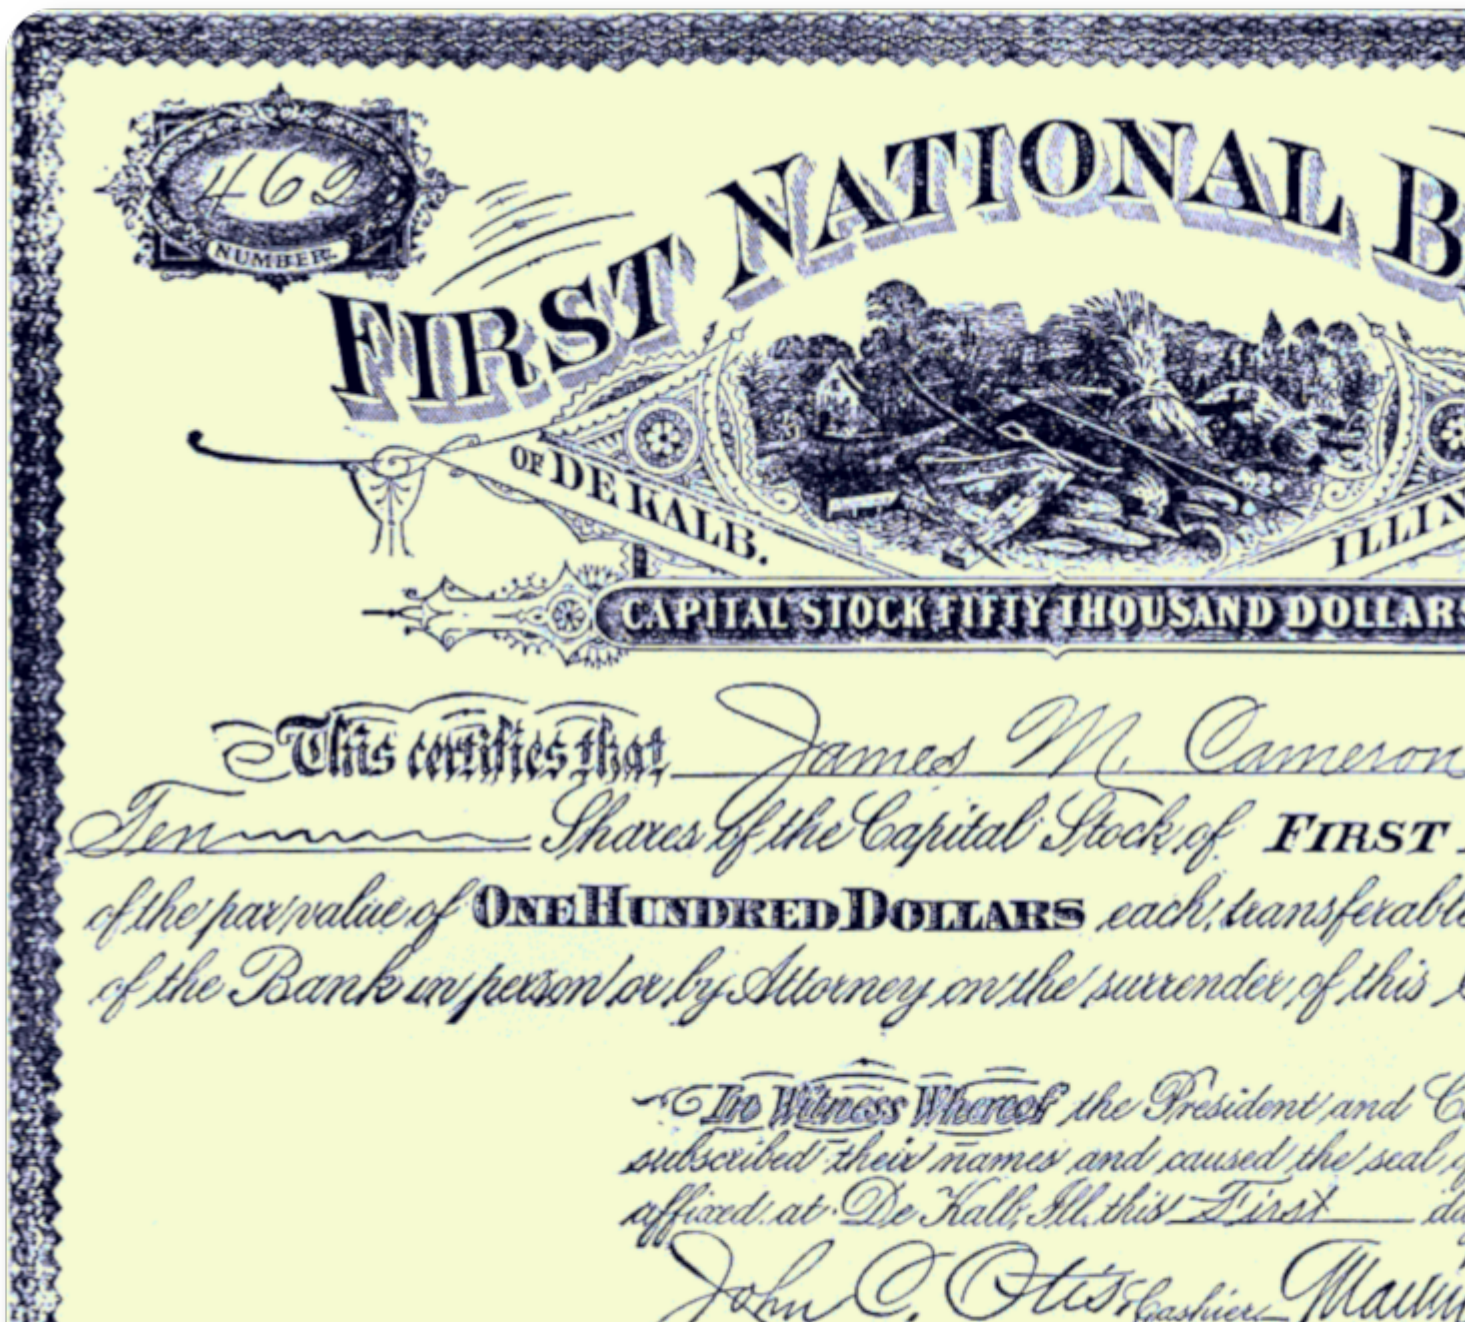 462
NUMBER.
FIRST NATIONAL B
OF DE KALB. ILLIN
CAPITAL STOCK FIFTY THOUSAND DOLLARS
This certifies that James M. Cameron
Ten Shares of the Capital Stock of FIRST
of the par value of ONE HUNDRED DOLLARS each, transferable
of the Bank in person or by Attorney on the surrender of this
In Witness Whereof the President and C
subscribed their names and caused the seal
affixed at De Kalb, Ill. this First da
John C. Otis Cashier